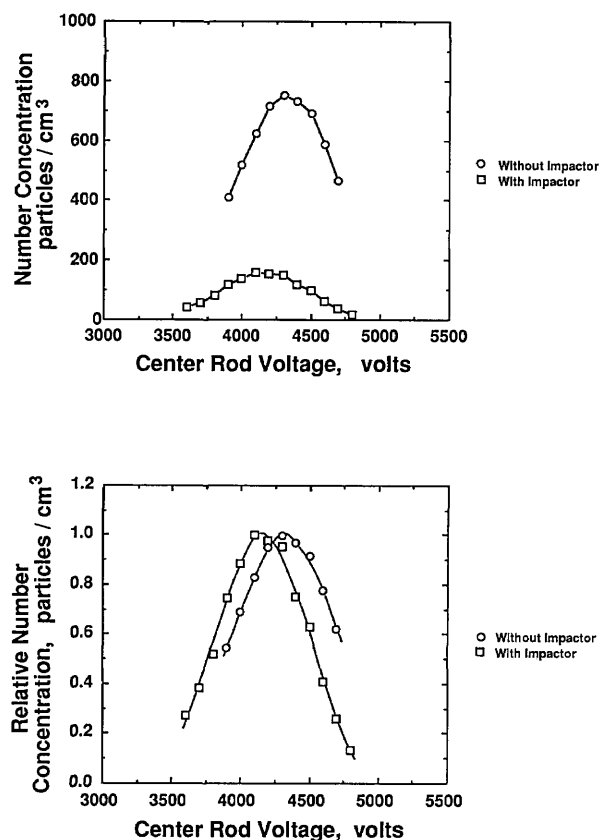 1000
800
600
400
200
0
Number Concentration
particles / cm3
3000 3500 4000 4500 5000 5500
Center Rod Voltage, volts
Without Impactor
With Impactor
1.2
1.0
0.8
0.6
0.4
0.2
0.0
Relative Number
Concentration, particles / cm3
3000 3500 4000 4500 5000 5500
Center Rod Voltage, volts
Without Impactor
With Impactor